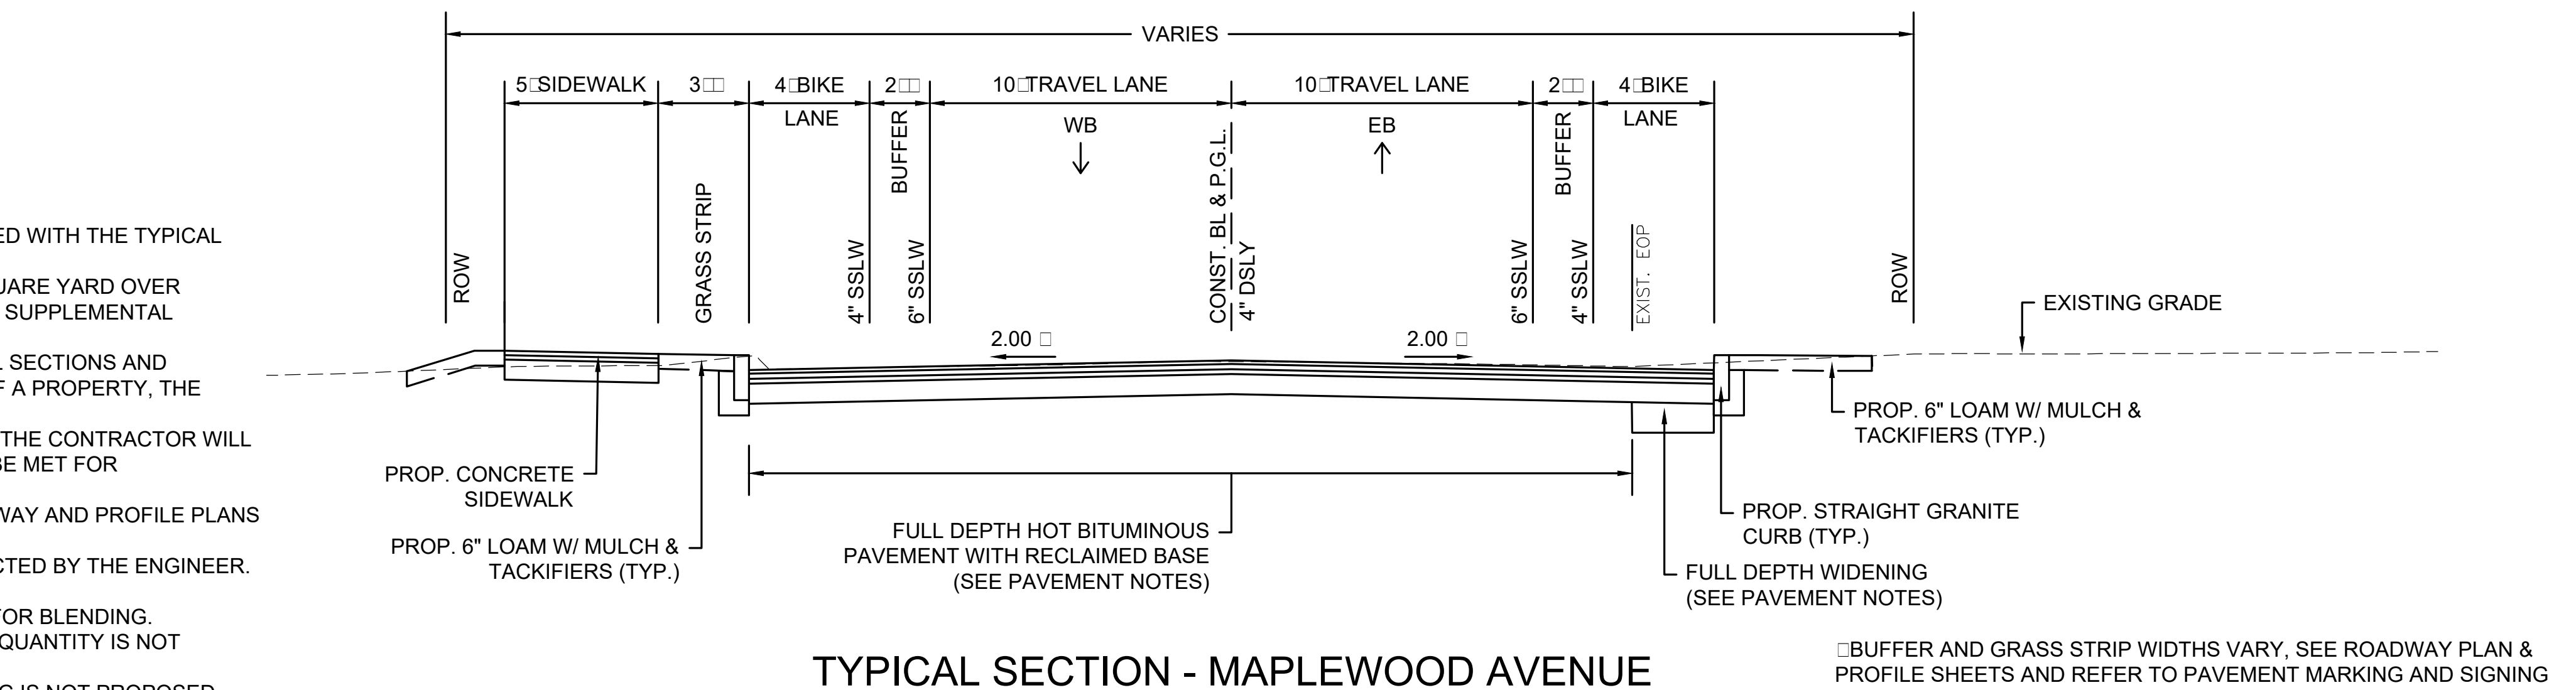 VARIES
5□SIDEWALK
3□□
4□BIKE
LANE
2□□
10□TRAVEL LANE
10□TRAVEL LANE
2□□
4□BIKE
LANE
WB
EB
BUFFER
BUFFER
ROW
GRASS STRIP
4" SSLW
6" SSLW
CONST. BL & P.G.L.
4" DSLY
6" SSLW
4" SSLW
EXIST. EOP
ROW
ED WITH THE TYPICAL
UARE YARD OVER
SUPPLEMENTAL
L SECTIONS AND
F A PROPERTY, THE
THE CONTRACTOR WILL
BE MET FOR
WAY AND PROFILE PLANS
CTED BY THE ENGINEER.
FOR BLENDING.
QUANTITY IS NOT
G IS NOT PROPOSED
2.00 □
2.00 □
EXISTING GRADE
PROP. CONCRETE
SIDEWALK
PROP. 6" LOAM W/ MULCH &
TACKIFIERS (TYP.)
FULL DEPTH HOT BITUMINOUS
PAVEMENT WITH RECLAIMED BASE
(SEE PAVEMENT NOTES)
PROP. 6" LOAM W/ MULCH &
TACKIFIERS (TYP.)
PROP. STRAIGHT GRANITE
CURB (TYP.)
FULL DEPTH WIDENING
(SEE PAVEMENT NOTES)
TYPICAL SECTION - MAPLEWOOD AVENUE
□BUFFER AND GRASS STRIP WIDTHS VARY, SEE ROADWAY PLAN &
PROFILE SHEETS AND REFER TO PAVEMENT MARKING AND SIGNING